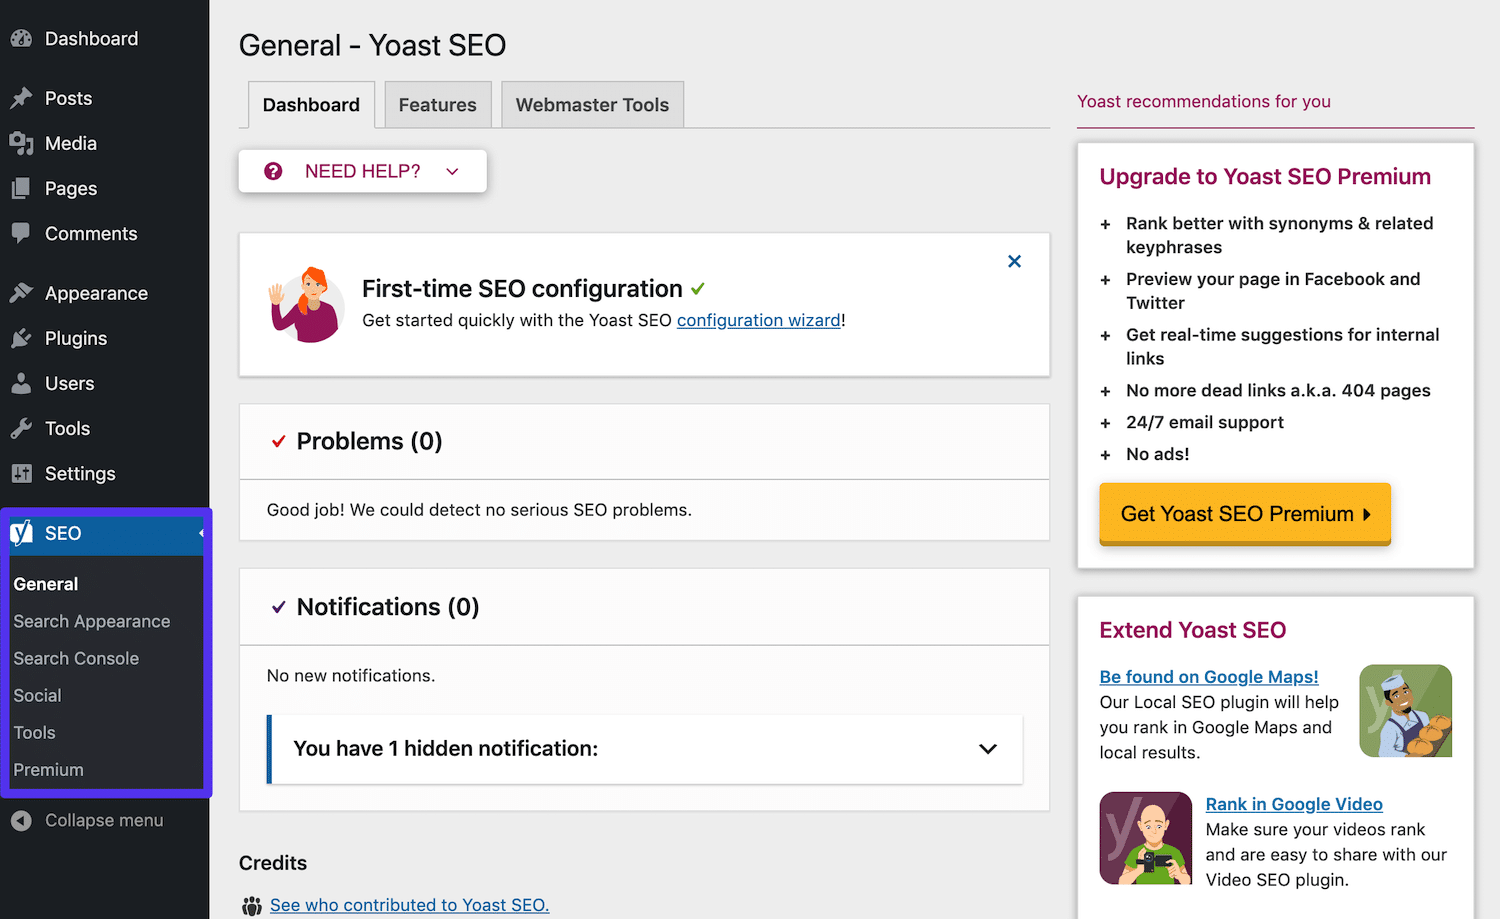 Dashboard
Posts
Media
Pages
Comments
Appearance
Plugins
Users
Tools
Settings
SEO
General
Search Appearance
Search Console
Social
Tools
Premium
Collapse menu
General - Yoast SEO
Dashboard
Features
Webmaster Tools
NEED HELP?
First-time SEO configuration
Get started quickly with the Yoast SEO configuration wizard!
Problems (0)
Good job! We could detect no serious SEO problems.
Notifications (0)
No new notifications.
You have 1 hidden notification:
Credits
See who contributed to Yoast SEO.
Yoast recommendations for you
Upgrade to Yoast SEO Premium
+ Rank better with synonyms & related
keyphrases
+ Preview your page in Facebook and
Twitter
+ Get real-time suggestions for internal
links
+ No more dead links a.k.a. 404 pages
+ 24/7 email support
+ No ads!
Get Yoast SEO Premium
Extend Yoast SEO
Be found on Google Maps!
Our Local SEO plugin will help
you rank in Google Maps and
local results.
Rank in Google Video
Make sure your videos rank
and are easy to share with our
Video SEO plugin.